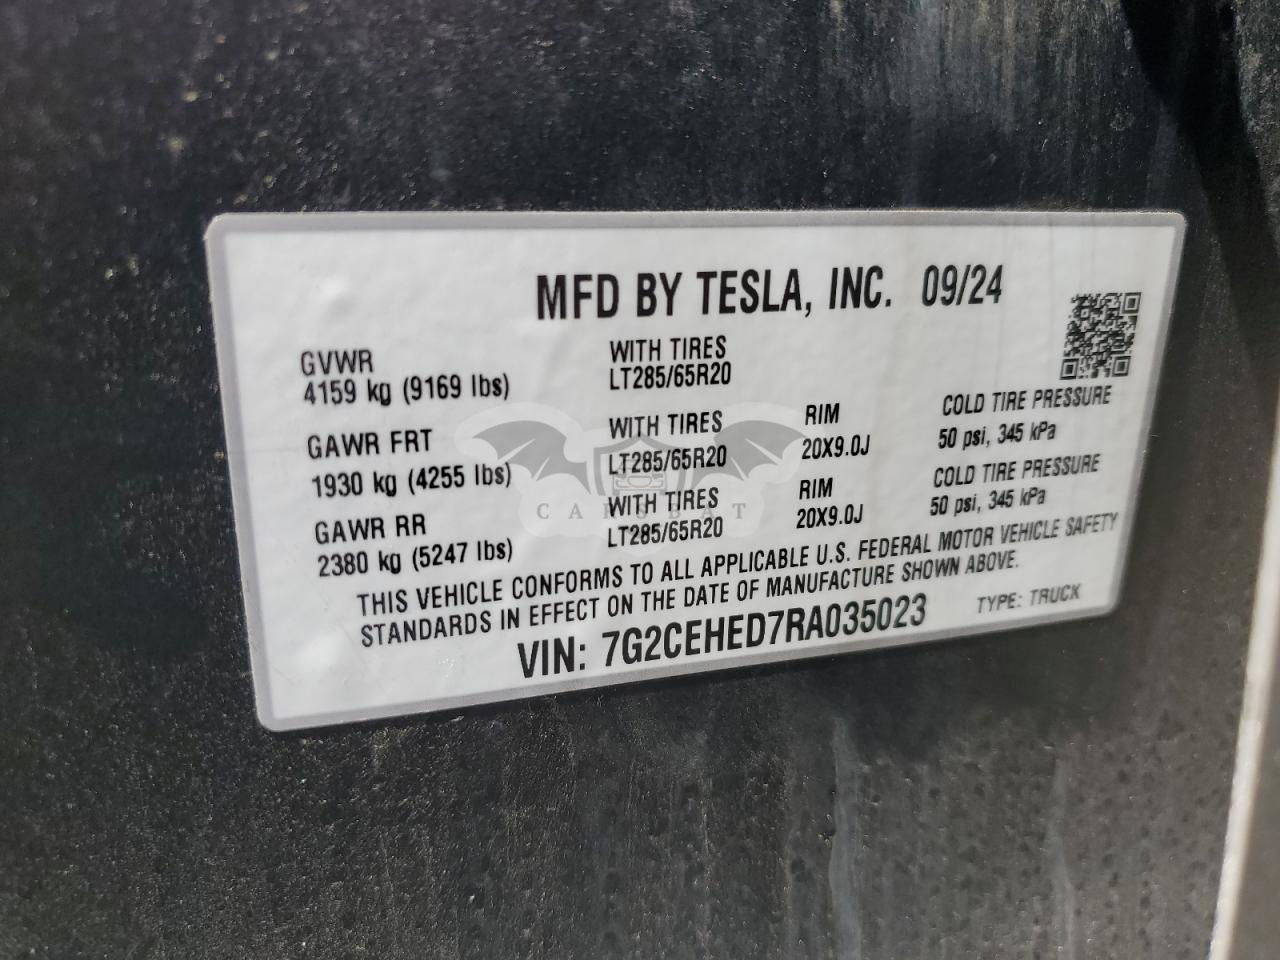 MFD BY TESLA, INC. 09/24
GVWR
4159 kg (9169 lbs)
WITH TIRES
LT285/65R20
GAWR FRT
1930 kg (4255 lbs)
WITH TIRES
LT285/65R20
RIM
20X9.0J
COLD TIRE PRESSURE
50 psi, 345 kPa
GAWR RR
2380 kg (5247 lbs)
WITH TIRES
LT285/65R20
RIM
20X9.0J
COLD TIRE PRESSURE
50 psi, 345 kPa
THIS VEHICLE CONFORMS TO ALL APPLICABLE U.S. FEDERAL MOTOR VEHICLE SAFETY
STANDARDS IN EFFECT ON THE DATE OF MANUFACTURE SHOWN ABOVE.
VIN: 7G2CEHED7RA035023
TYPE: TRUCK
CARSBAT